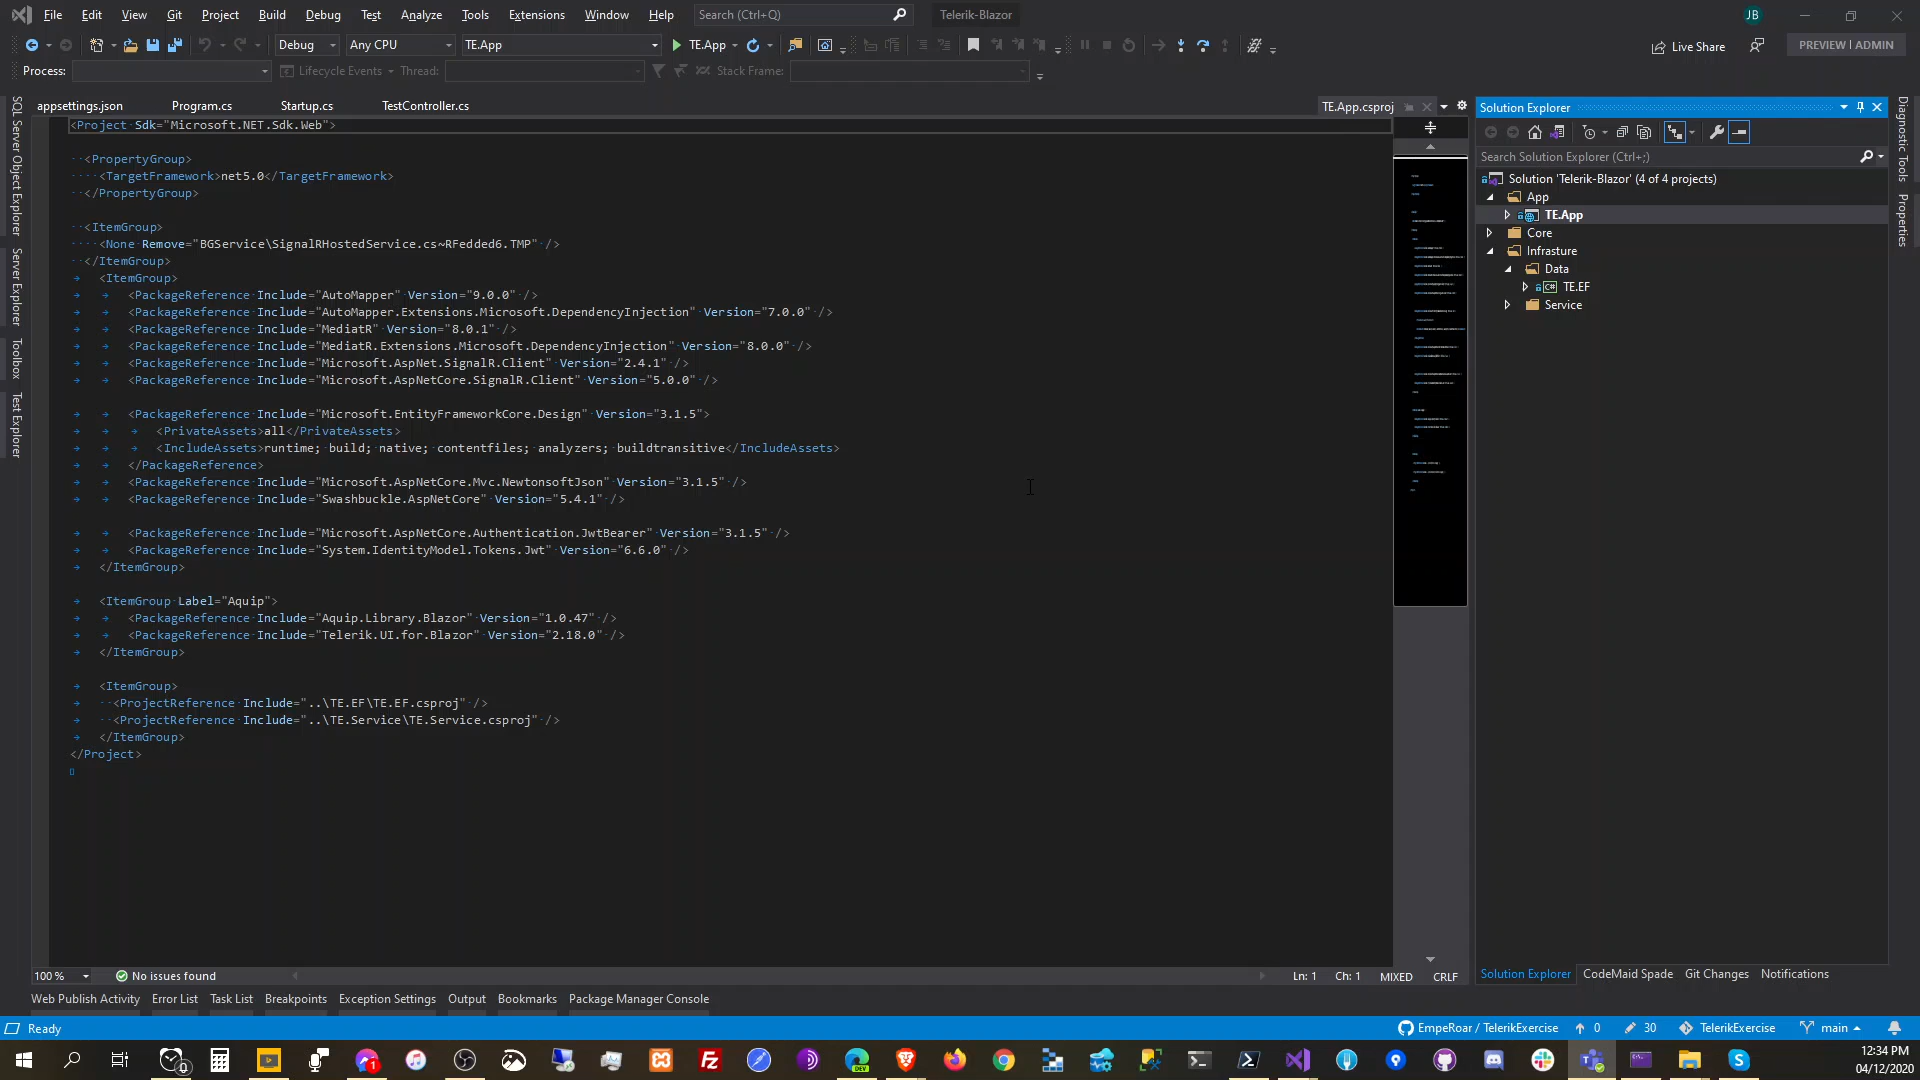 File Edit View Git Project Build Debug Test Analyze Tools Extensions Window Help Search (Ctrl+Q) Telerik-Blazor JB
Debug Any CPU TE.App TE.App Live Share PREVIEW | ADMIN
Process: Lifecycle Events Thread: Stack Frame:
SQL Server Object Explorer
Server Explorer
Toolbox
Test Explorer
appsettings.json Program.cs Startup.cs TestController.cs TE.App.csproj
<Project Sdk="Microsoft.NET.Sdk.Web">
<PropertyGroup>
<TargetFramework>net5.0</TargetFramework>
</PropertyGroup>
<ItemGroup>
<None Remove="BGService\SignalRHostedService.cs~RFedded6.TMP" />
</ItemGroup>
<ItemGroup>
<PackageReference Include="AutoMapper" Version="9.0.0" />
<PackageReference Include="AutoMapper.Extensions.Microsoft.DependencyInjection" Version="7.0.0" />
<PackageReference Include="MediatR" Version="8.0.1" />
<PackageReference Include="MediatR.Extensions.Microsoft.DependencyInjection" Version="8.0.0" />
<PackageReference Include="Microsoft.AspNet.SignalR.Client" Version="2.4.1" />
<PackageReference Include="Microsoft.AspNetCore.SignalR.Client" Version="5.0.0" />
<PackageReference Include="Microsoft.EntityFrameworkCore.Design" Version="3.1.5">
<PrivateAssets>all</PrivateAssets>
<IncludeAssets>runtime; build; native; contentfiles; analyzers; buildtransitive</IncludeAssets>
</PackageReference>
<PackageReference Include="Microsoft.AspNetCore.Mvc.NewtonsoftJson" Version="3.1.5" />
<PackageReference Include="Swashbuckle.AspNetCore" Version="5.4.1" />
<PackageReference Include="Microsoft.AspNetCore.Authentication.JwtBearer" Version="3.1.5" />
<PackageReference Include="System.IdentityModel.Tokens.Jwt" Version="6.6.0" />
</ItemGroup>
<ItemGroup Label="Aquip">
<PackageReference Include="Aquip.Library.Blazor" Version="1.0.47" />
<PackageReference Include="Telerik.UI.for.Blazor" Version="2.18.0" />
</ItemGroup>
<ItemGroup>
<ProjectReference Include="..\TE.EF\TE.EF.csproj" />
<ProjectReference Include="..\TE.Service\TE.Service.csproj" />
</ItemGroup>
</Project>
Solution Explorer
Search Solution Explorer (Ctrl+;)
Solution 'Telerik-Blazor' (4 of 4 projects)
App
TE.App
Core
Infrasture
Data
C# TE.EF
Service
Diagnostic Tools
Properties
100 % No issues found Ln: 1 Ch: 1 MIXED CRLF
Solution Explorer CodeMaid Spade Git Changes Notifications
Web Publish Activity Error List Task List Breakpoints Exception Settings Output Bookmarks Package Manager Console
Ready EmpeRoar / TelerikExercise 0 30 TelerikExercise main
12:34 PM
04/12/2020